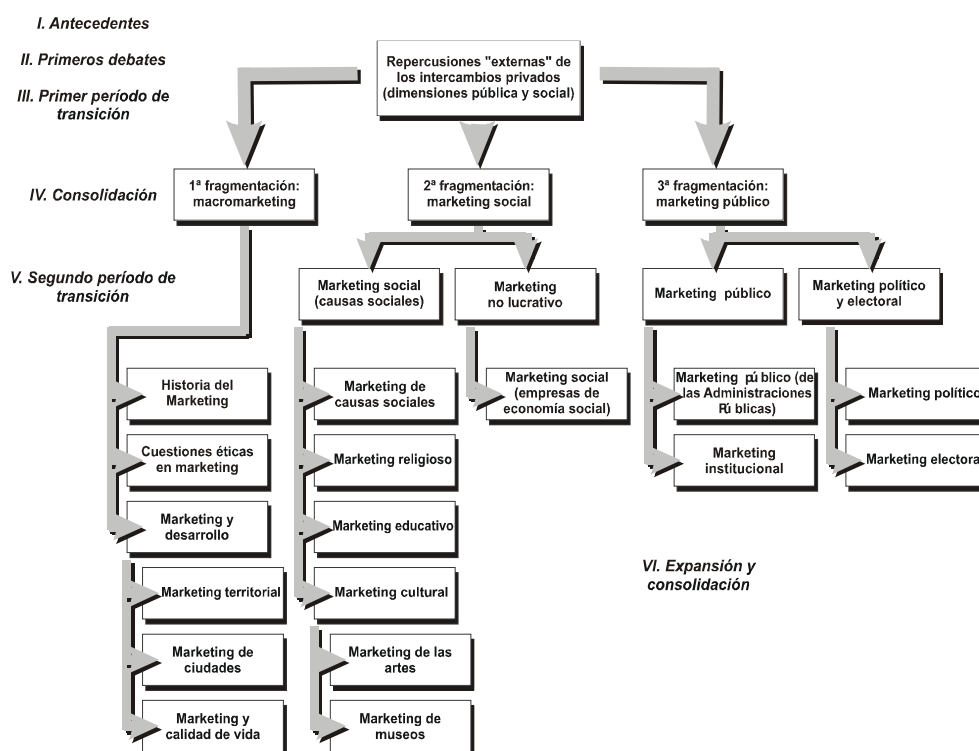 I. Antecedentes
II. Primeros debates
III. Primer período de
transición
Repercusiones "externas" de
los intercambios privados
(dimensiones pública y social)
IV. Consolidación
1ª fragmentación:
macromarketing
2ª fragmentación:
marketing social
3ª fragmentación:
marketing público
V. Segundo período de
transición
Marketing social
(causas sociales)
Marketing
no lucrativo
Marketing público
Marketing político
y electoral
Historia del
Marketing
Cuestiones éticas
en marketing
Marketing y
desarrollo
Marketing territorial
Marketing de
ciudades
Marketing y
calidad de vida
Marketing de
causas sociales
Marketing religioso
Marketing educativo
Marketing cultural
Marketing de las
artes
Marketing de
museos
Marketing social
(empresas de
economía social)
Marketing público (de
las Administraciones
Públicas)
Marketing
institucional
Marketing político
Marketing electora
VI. Expansión y
consolidación